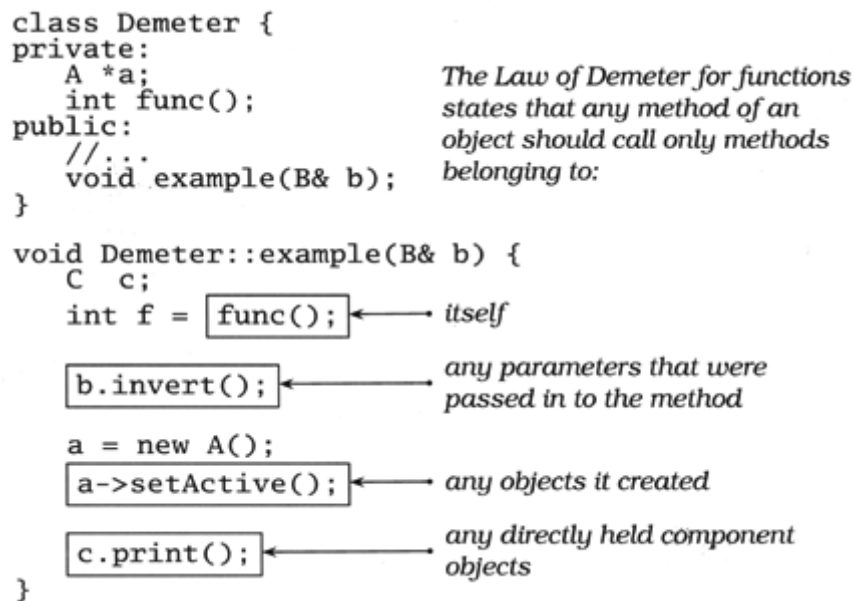 class Demeter {
private:
A *a;
int func();
public:
//...
void example(B& b);
}
The Law of Demeter for functions
states that any method of an
object should call only methods
belonging to:
void Demeter::example(B& b) {
C c;
int f = func();
itself
b.invert();
any parameters that were
passed in to the method
a = new A();
a->setActive();
any objects it created
c.print();
any directly held component
objects
}